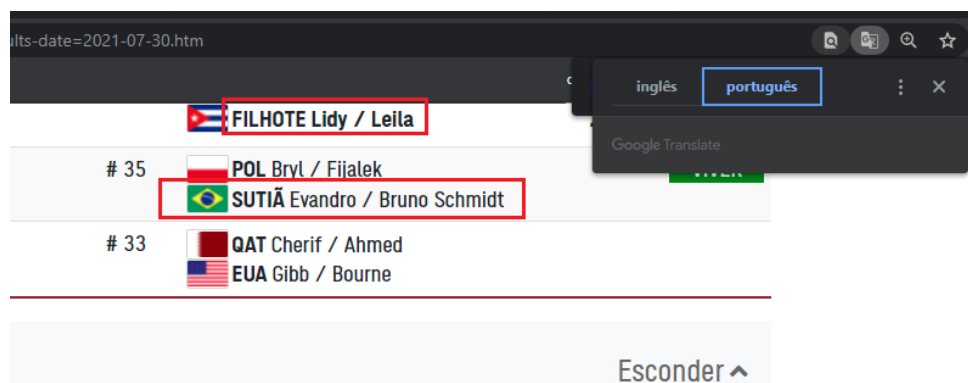 ults-date=2021-07-30.htm
inglês português
Google Translate
FILHOTE Lidy / Leila
# 35 POL Bryl / Fijalek
VIVER
SUTIÃ Evandro / Bruno Schmidt
# 33 QAT Cherif / Ahmed
EUA Gibb / Bourne
Esconder